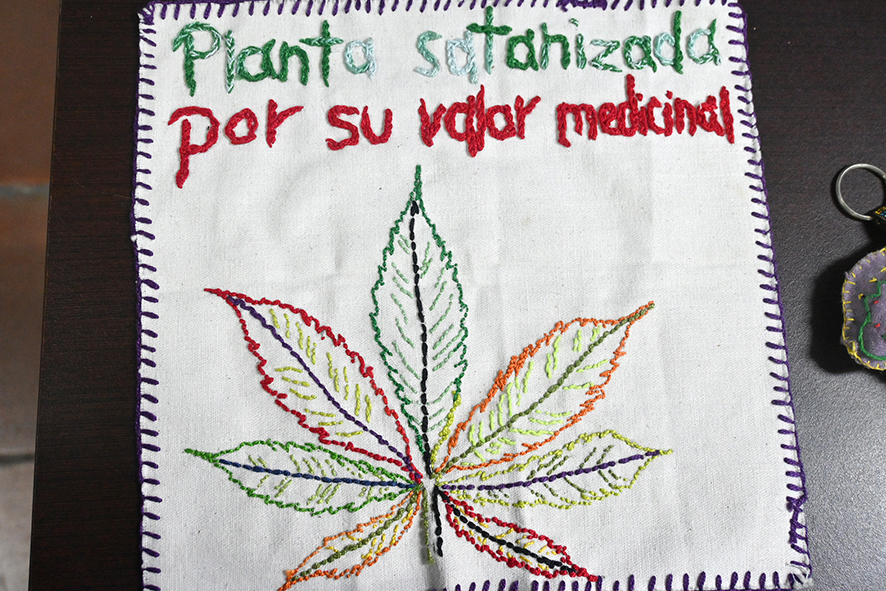 Planta satanizada
por su valor medicinal